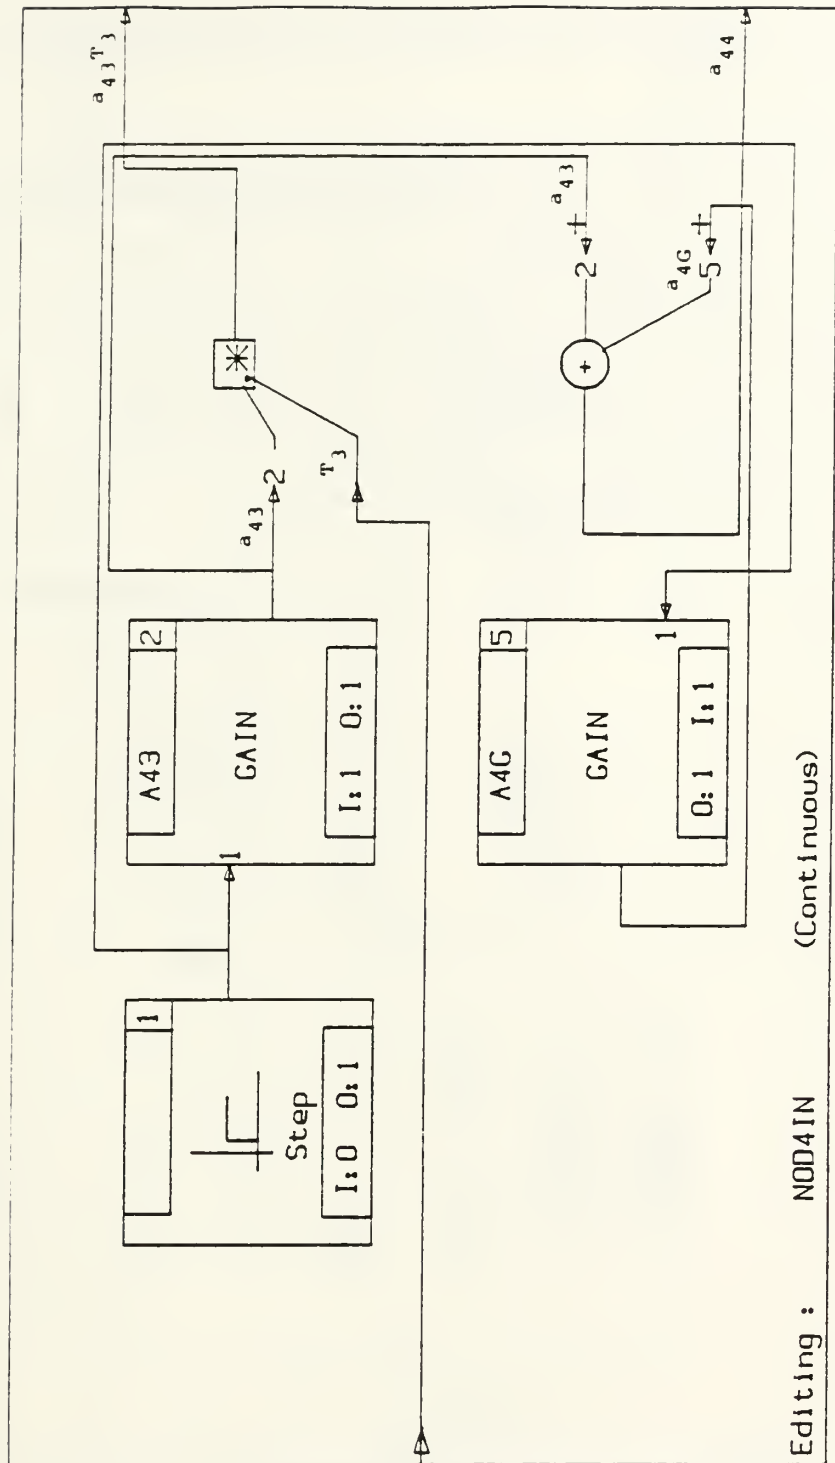 1
Step
I:0 O:1
1
A43
2
GAIN
I:1 O:1
a43
2
T3
*
a43T3
A4G
5
GAIN
1
O:1 I:1
2
+
a43
a4G
5
+
+
a44
Editing : NOD4IN (Continuous)